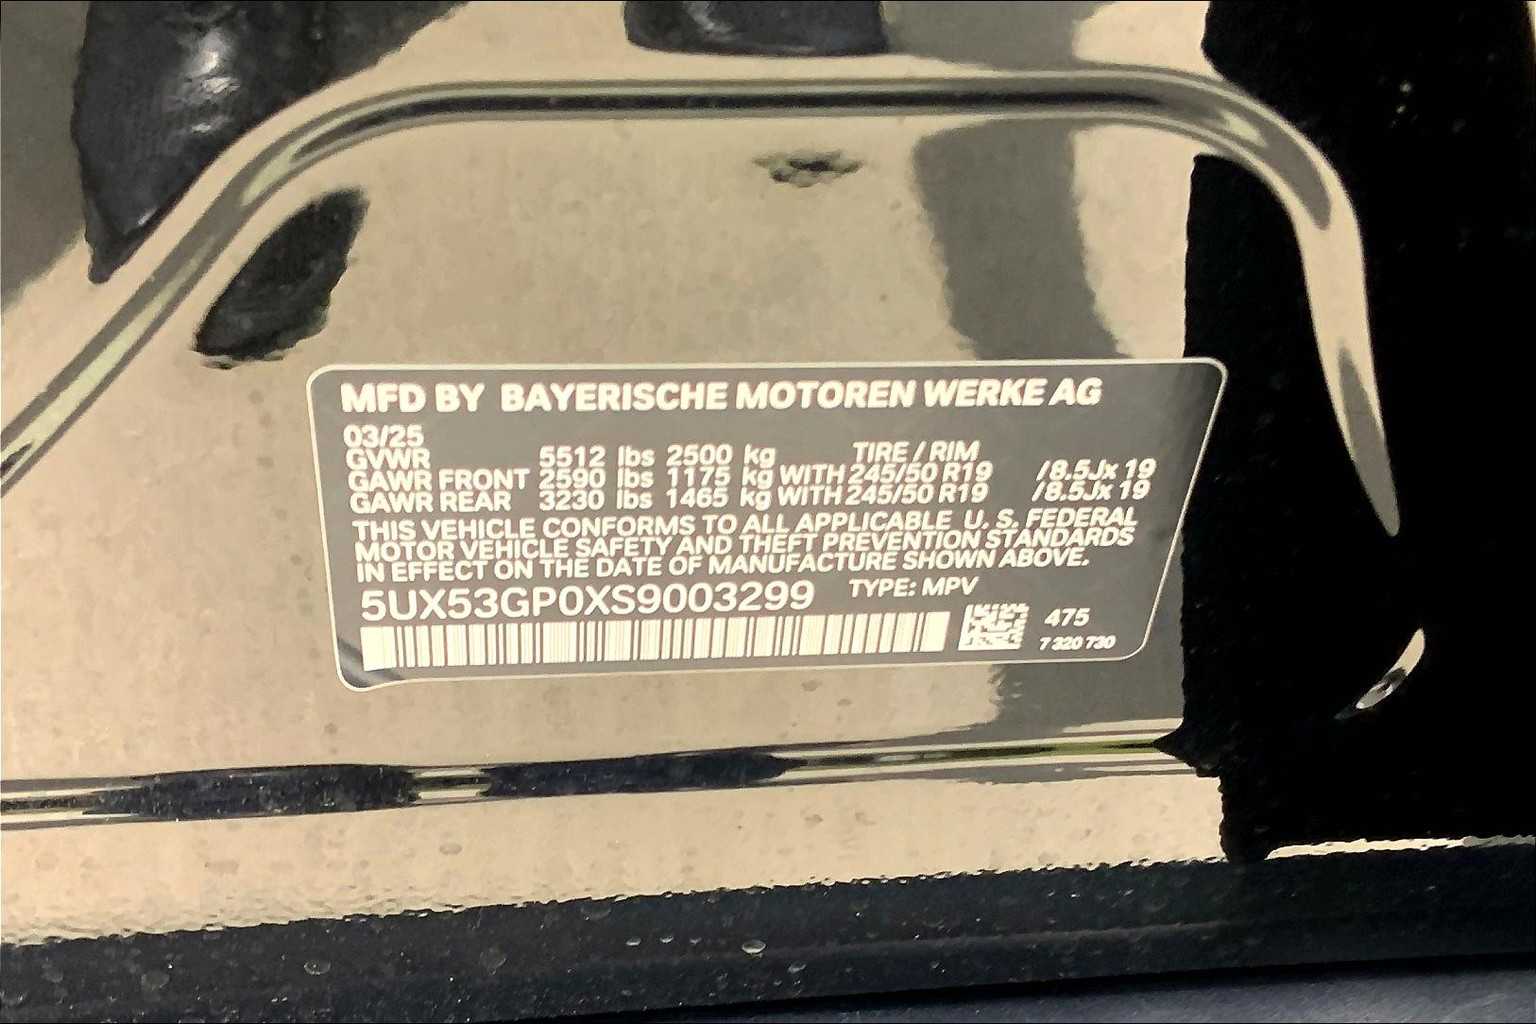 MFD BY BAYERISCHE MOTOREN WERKE AG
03/25
GVWR 5512 lbs 2500 kg TIRE / RIM
GAWR FRONT 2590 lbs 1175 kg WITH 245/50 R19 /8.5Jx 19
GAWR REAR 3230 lbs 1465 kg WITH 245/50 R19 /8.5Jx 19
THIS VEHICLE CONFORMS TO ALL APPLICABLE U. S. FEDERAL
MOTOR VEHICLE SAFETY AND THEFT PREVENTION STANDARDS
IN EFFECT ON THE DATE OF MANUFACTURE SHOWN ABOVE.
5UX53GP0XS9003299 TYPE: MPV
475
7 320 730